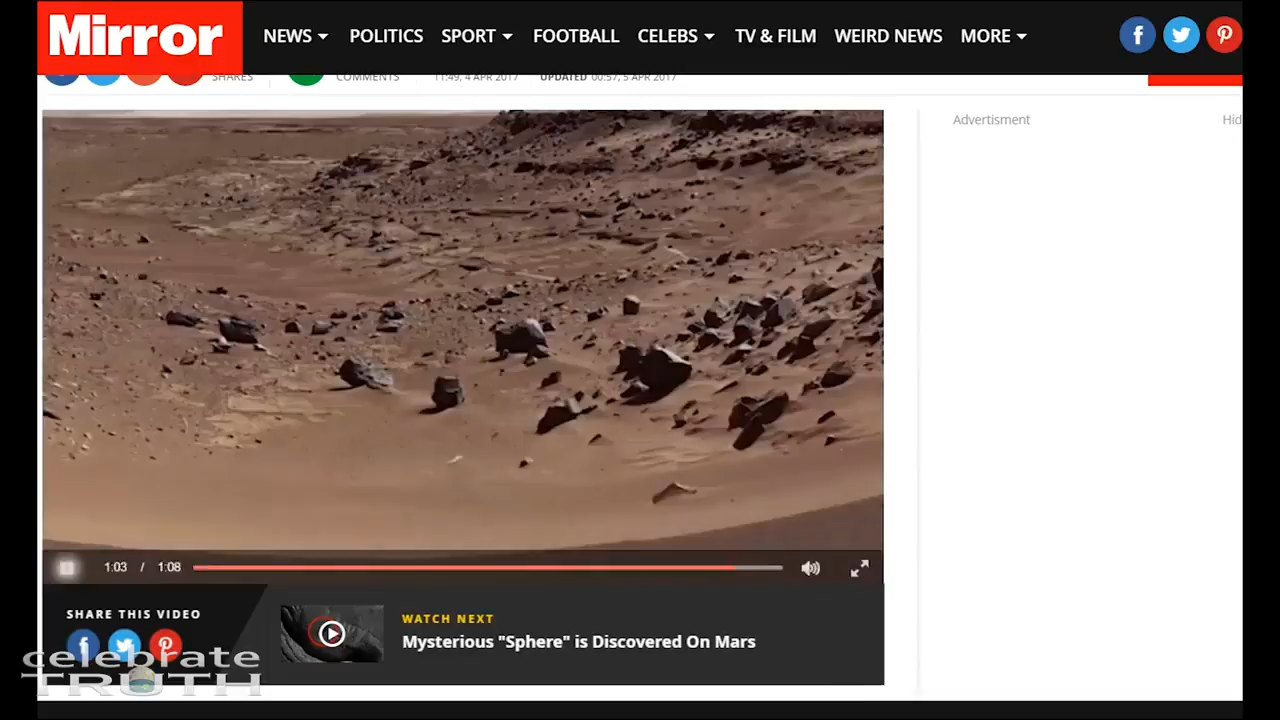 Mirror
NEWS POLITICS SPORT FOOTBALL CELEBS TV & FILM WEIRD NEWS MORE
SHARES COMMENTS 11:49, 4 APR 2017 UPDATED 00:57, 5 APR 2017
Advertisment Hid
1:03 / 1:08
SHARE THIS VIDEO
WATCH NEXT
Mysterious "Sphere" is Discovered On Mars
celebrate
TRUTH